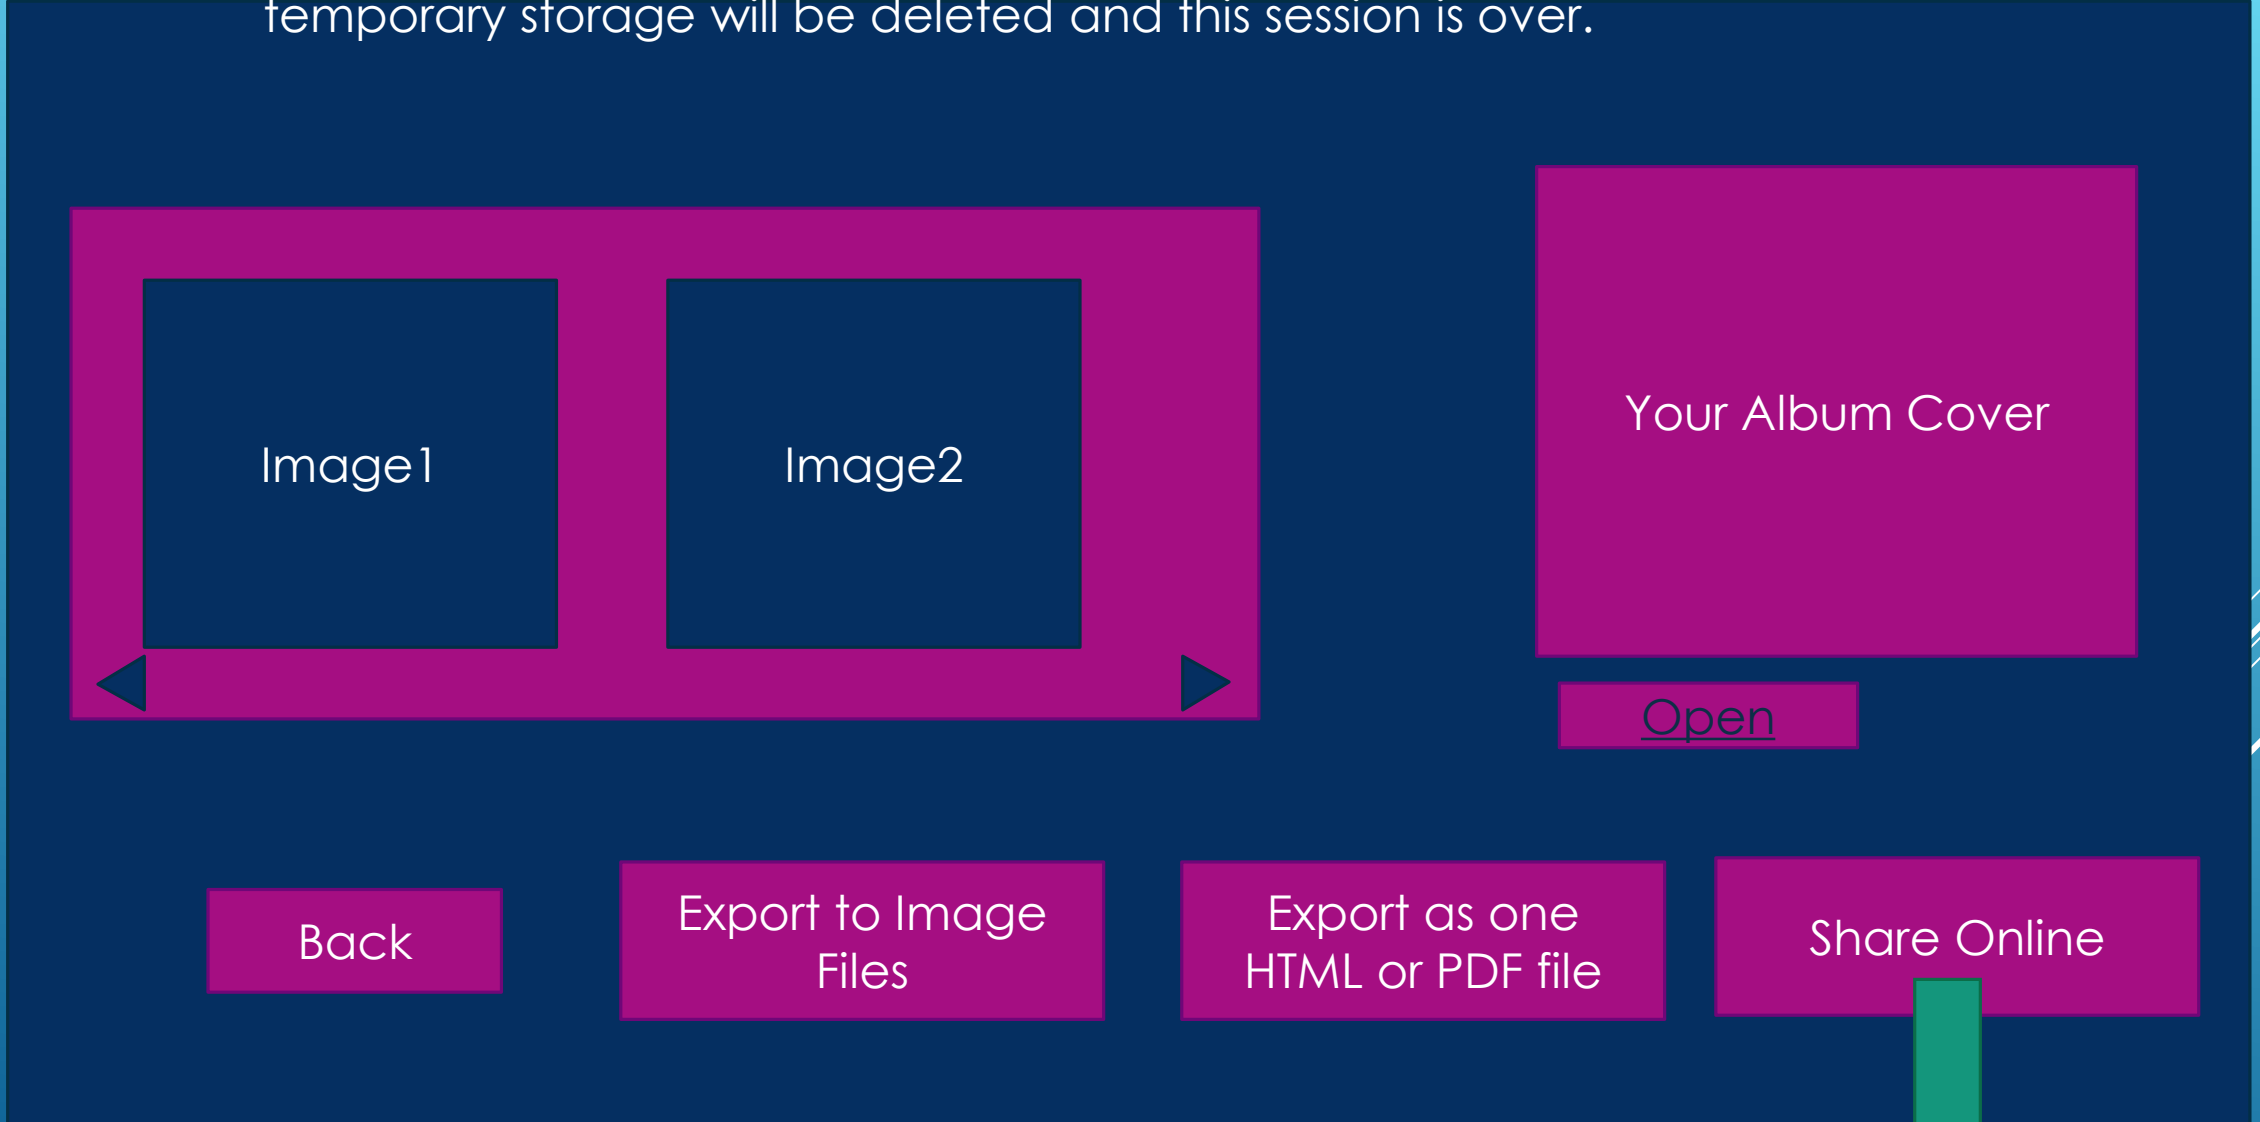 temporary storage will be deleted and this session is over.
Image1
Image2
Your Album Cover
Open
Back
Export to Image
Files
Export as one
HTML or PDF file
Share Online